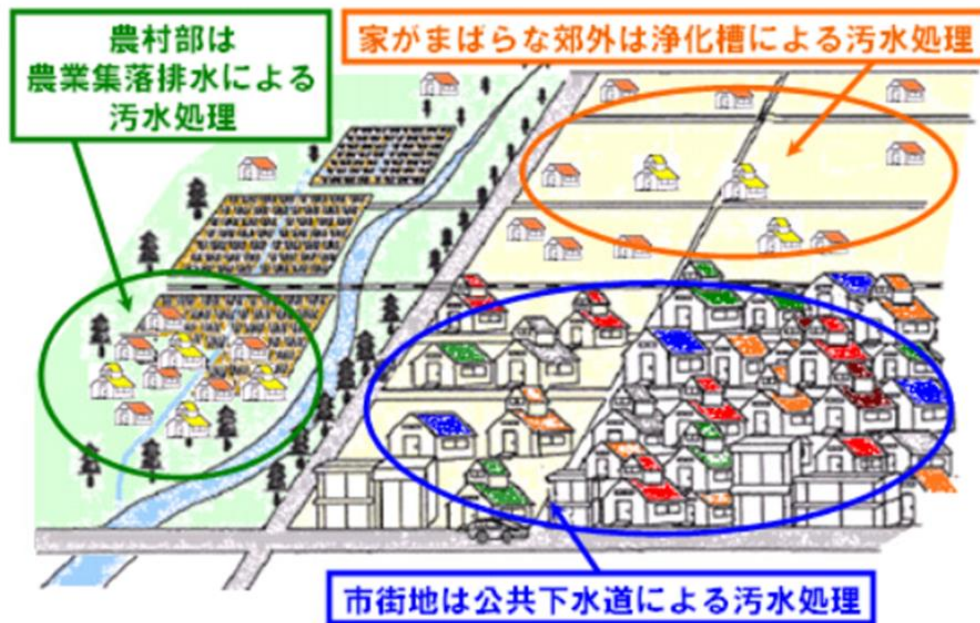 農村部は
農業集落排水による
汚水処理
家がまばらな郊外は浄化槽による汚水処理
市街地は公共下水道による汚水処理